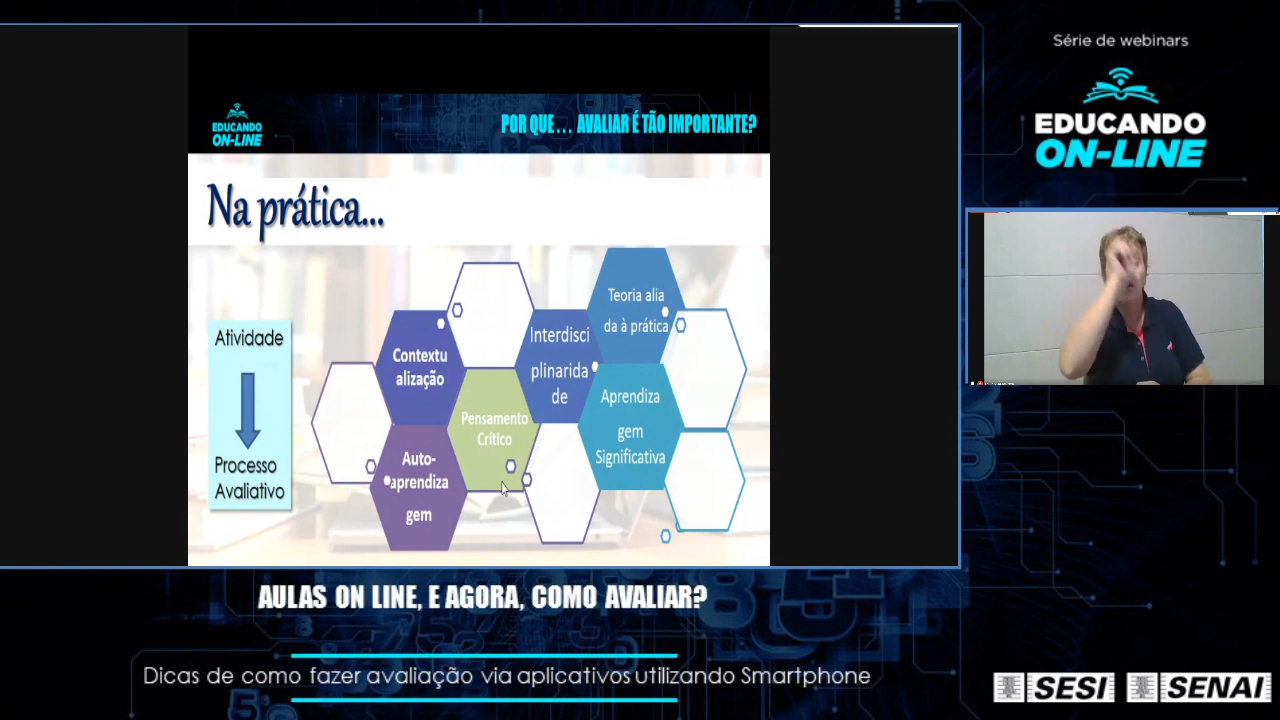 Série de webinars
EDUCANDO
ON-LINE
EDUCANDO
ON-LINE
POR QUE... AVALIAR É TÃO IMPORTANTE?
Na prática...
Atividade
Processo
Avaliativo
Contextu
alização
Auto-
aprendiza
gem
Pensamento
Crítico
Interdisci
plinarida
de
Teoria alia
da à prática
Aprendiza
gem
Significativa
AULAS ON LINE, E AGORA, COMO AVALIAR?
Dicas de como fazer avaliação via aplicativos utilizando Smartphone
SESI
SENAI